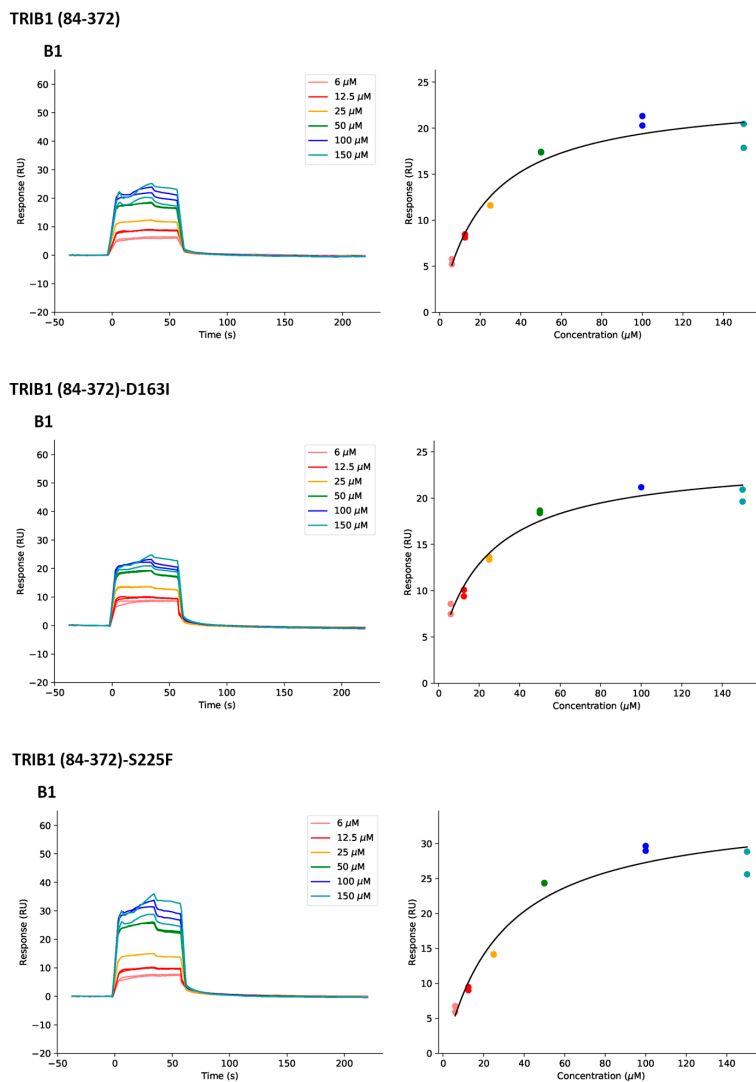 TRIB1 (84-372)
B1
60
50
40
30
20
10
0
−10
−20
Response (RU)
−50
0
50
100
150
200
Time (s)
6 μM
12.5 μM
25 μM
50 μM
100 μM
150 μM
25
20
15
10
5
0
Response (RU)
0
20
40
60
80
100
120
140
Concentration (μM)
TRIB1 (84-372)-D163I
B1
60
50
40
30
20
10
0
−10
−20
Response (RU)
−50
0
50
100
150
200
Time (s)
6 μM
12.5 μM
25 μM
50 μM
100 μM
150 μM
25
20
15
10
5
0
Response (RU)
0
20
40
60
80
100
120
140
Concentration (μM)
TRIB1 (84-372)-S225F
B1
60
50
40
30
20
10
0
−10
−20
Response (RU)
−50
0
50
100
150
200
Time (s)
6 μM
12.5 μM
25 μM
50 μM
100 μM
150 μM
30
25
20
15
10
5
0
Response (RU)
0
20
40
60
80
100
120
140
Concentration (μM)